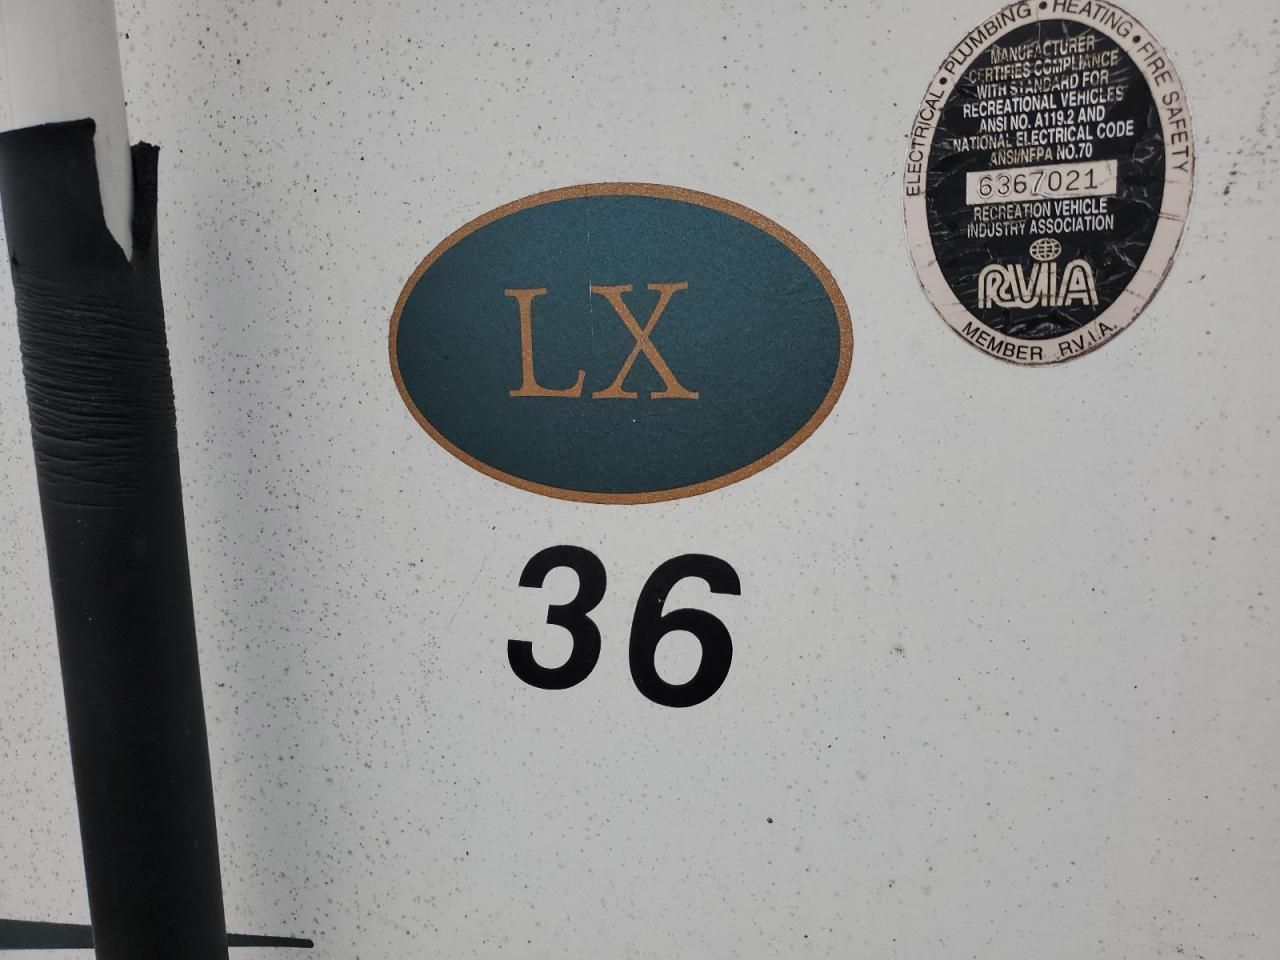 LX
36
ELECTRICAL • PLUMBING • HEATING • FIRE SAFETY
MANUFACTURER
CERTIFIES COMPLIANCE
WITH STANDARD FOR
RECREATIONAL VEHICLES
ANSI NO. A119.2 AND
NATIONAL ELECTRICAL CODE
ANSI/NFPA NO.70
6367021
RECREATION VEHICLE
INDUSTRY ASSOCIATION
RVIA
MEMBER R.V.I.A.